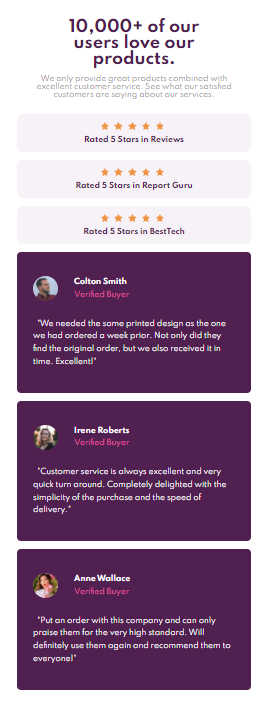 10,000+ of our
users love our
products.
We only provide great products combined with
excellent customer service. See what our satisfied
customers are saying about our services.
Rated 5 Stars in Reviews
Rated 5 Stars in Report Guru
Rated 5 Stars in BestTech
Colton Smith
Verified Buyer
"We needed the same printed design as the one
we had ordered a week prior. Not only did they
find the original order, but we also received it in
time. Excellent!"
Irene Roberts
Verified Buyer
"Customer service is always excellent and very
quick turn around. Completely delighted with the
simplicity of the purchase and the speed of
delivery."
Anne Wallace
Verified Buyer
"Put an order with this company and can only
praise them for the very high standard. Will
definitely use them again and recommend them to
everyone!"